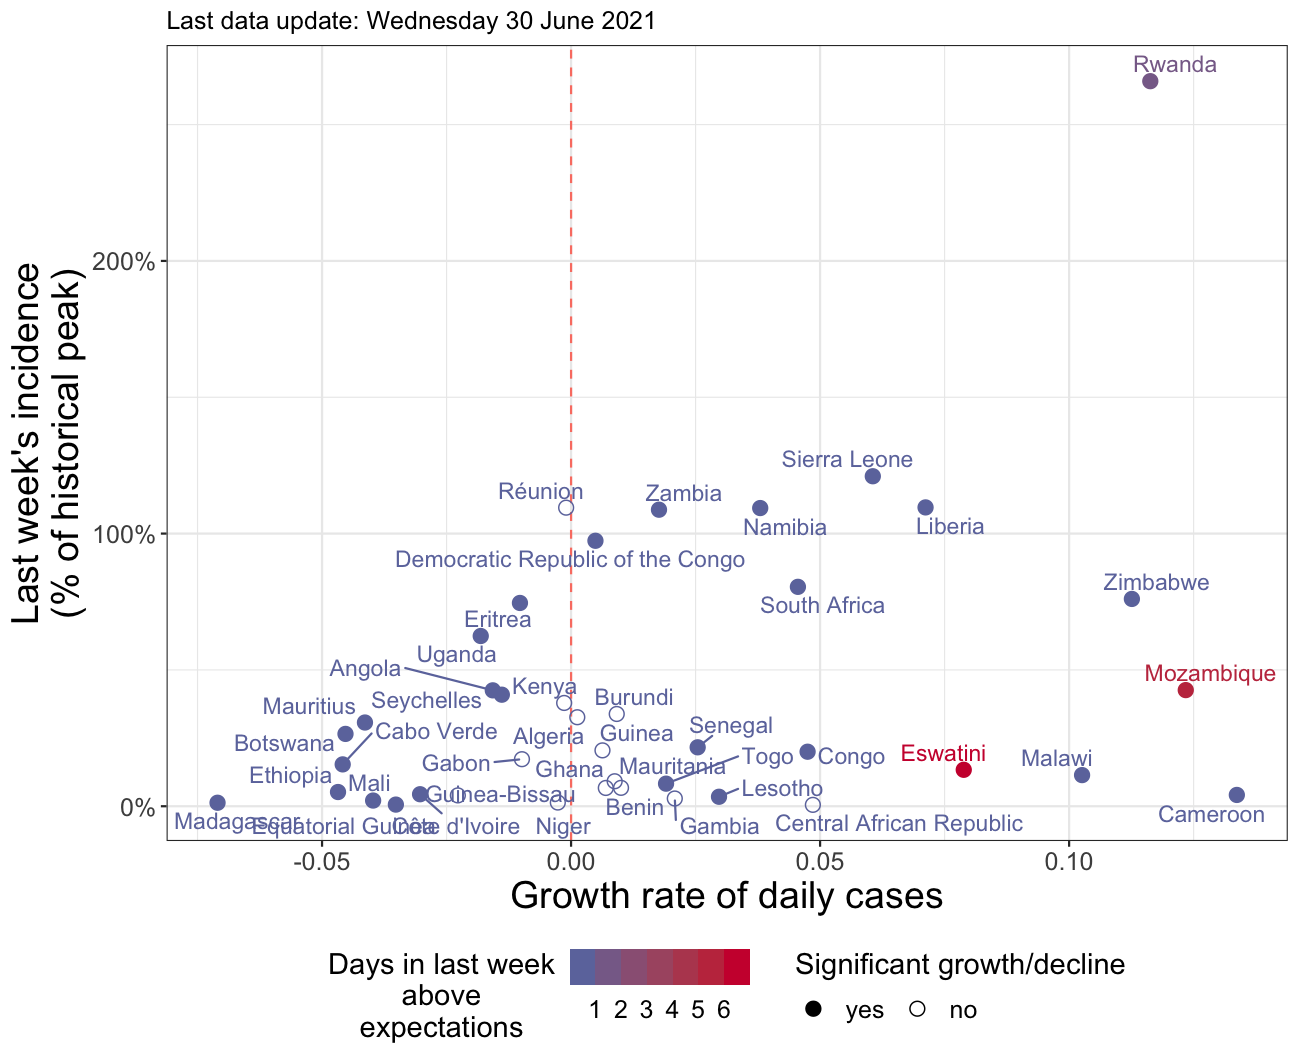 Last data update: Wednesday 30 June 2021
Rwanda
200%
Sierra Leone
Réunion
Zambia
Namibia
Liberia
100%
Democratic Republic of the Congo
Zimbabwe
South Africa
Eritrea
Uganda
Angola
Mozambique
Kenya
Seychelles
Burundi
Mauritius
Senegal
Cabo Verde
Guinea
Algeria
Botswana
Eswatini
Togo
Congo
Malawi
Gabon
Mauritania
Ghana
Ethiopia
Mali
Lesotho
Guinea-Bissau
Benin
0%
Cameroon
Madagascar
Equatorial Guinea
Côte d'Ivoire
Niger
Gambia
Central African Republic
-0.05
0.00
0.05
0.10
Last week's incidence
(% of historical peak)
Growth rate of daily cases
Days in last week
above
expectations
1 2 3 4 5 6
Significant growth/decline
yes
no